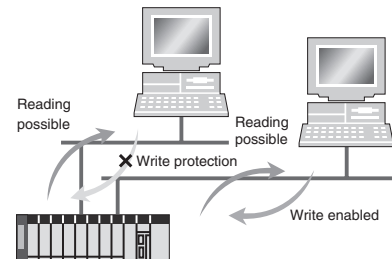 Reading
possible
Reading
possible
✕ Write protection
Write enabled